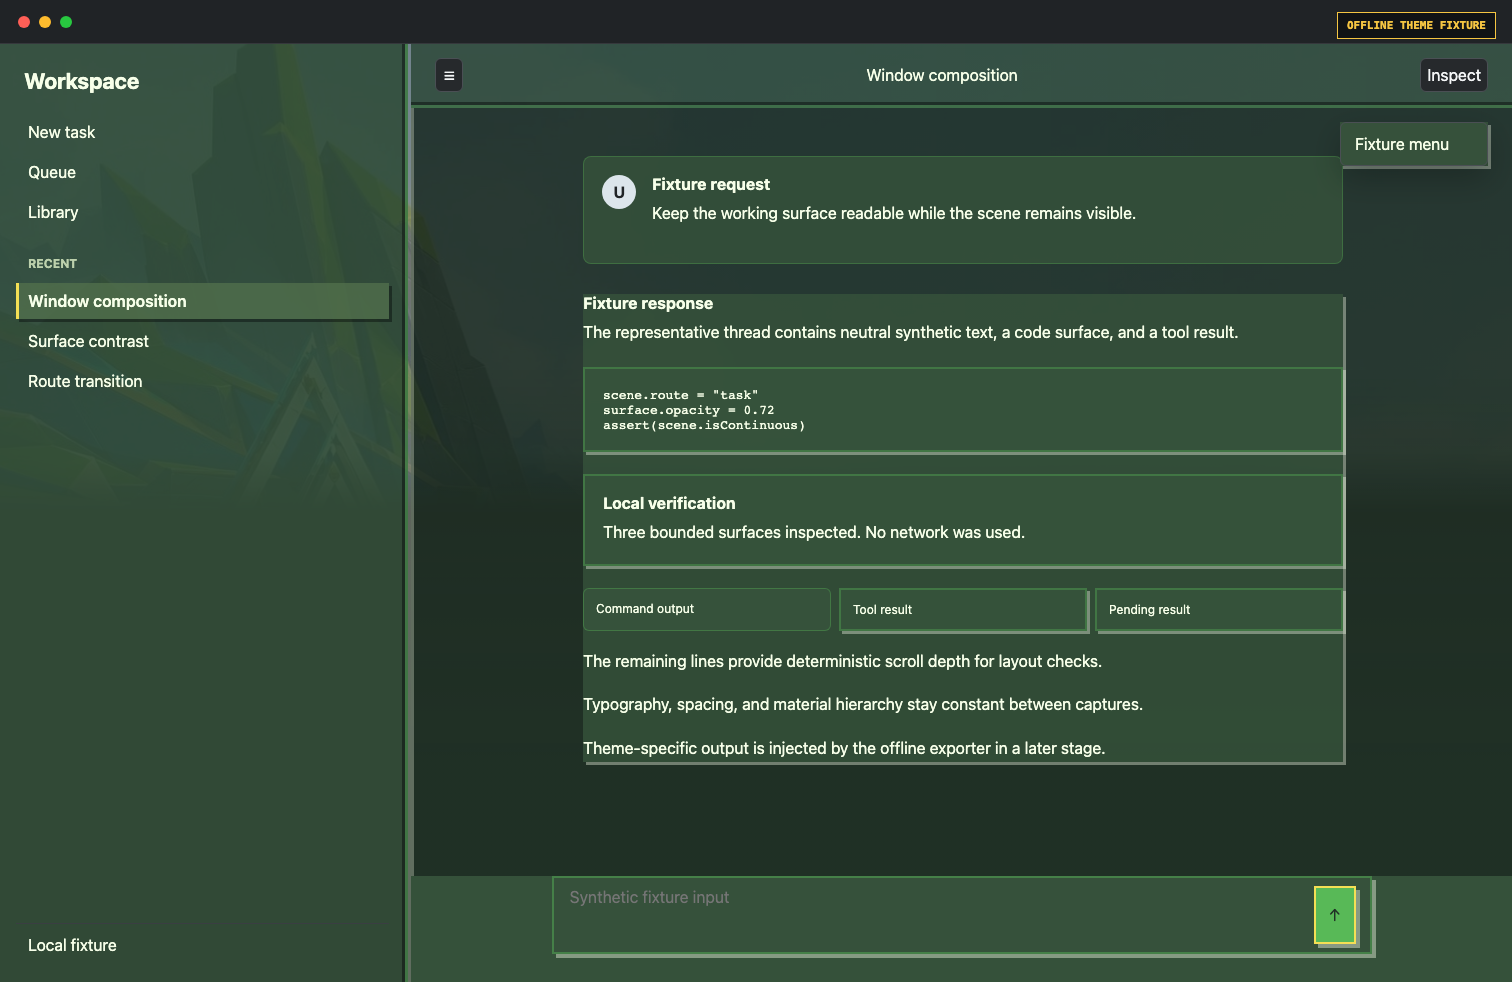 OFFLINE THEME FIXTURE
Workspace
New task
Queue
Library
RECENT
Window composition
Surface contrast
Route transition
Local fixture
Window composition
Inspect
Fixture menu
U
Fixture request
Keep the working surface readable while the scene remains visible.
Fixture response
The representative thread contains neutral synthetic text, a code surface, and a tool result.
scene.route = "task"
surface.opacity = 0.72
assert(scene.isContinuous)
Local verification
Three bounded surfaces inspected. No network was used.
Command output
Tool result
Pending result
The remaining lines provide deterministic scroll depth for layout checks.
Typography, spacing, and material hierarchy stay constant between captures.
Theme-specific output is injected by the offline exporter in a later stage.
Synthetic fixture input